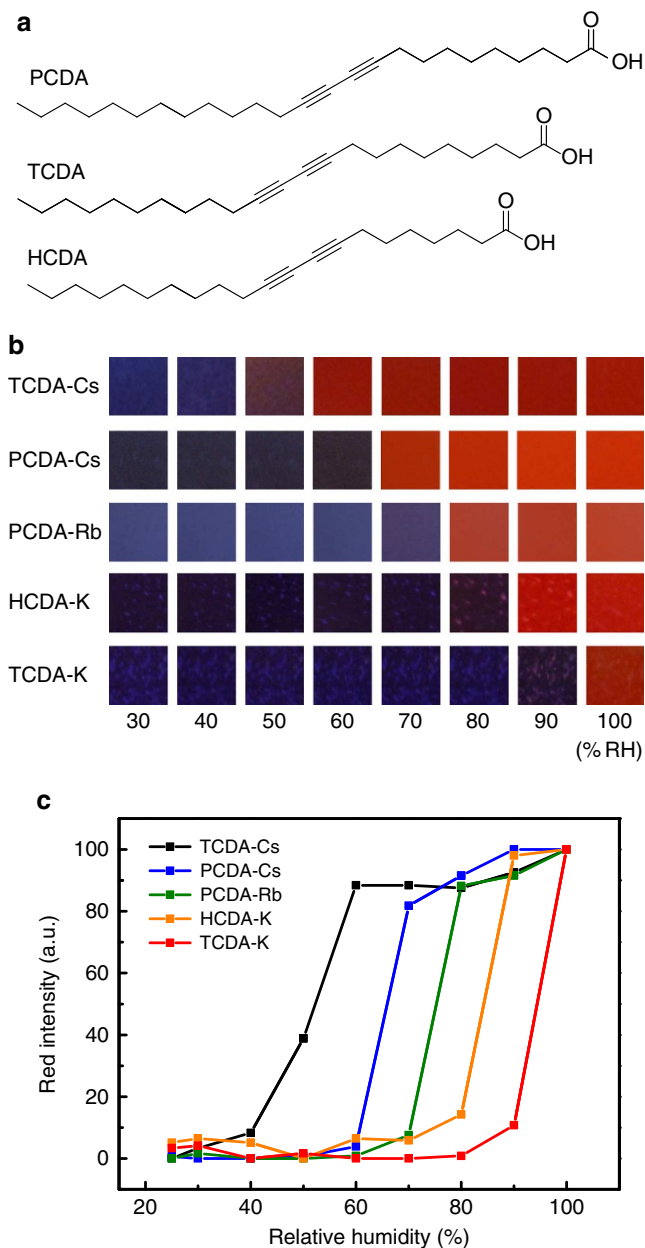 a
O
OH
PCDA
O
OH
TCDA
O
OH
HCDA
b
TCDA-Cs
PCDA-Cs
PCDA-Rb
HCDA-K
TCDA-K
30 40 50 60 70 80 90 100
(% RH)
c
TCDA-Cs
PCDA-Cs
PCDA-Rb
HCDA-K
TCDA-K
100
80
60
40
20
0
Red intensity (a.u.)
20 40 60 80 100
Relative humidity (%)